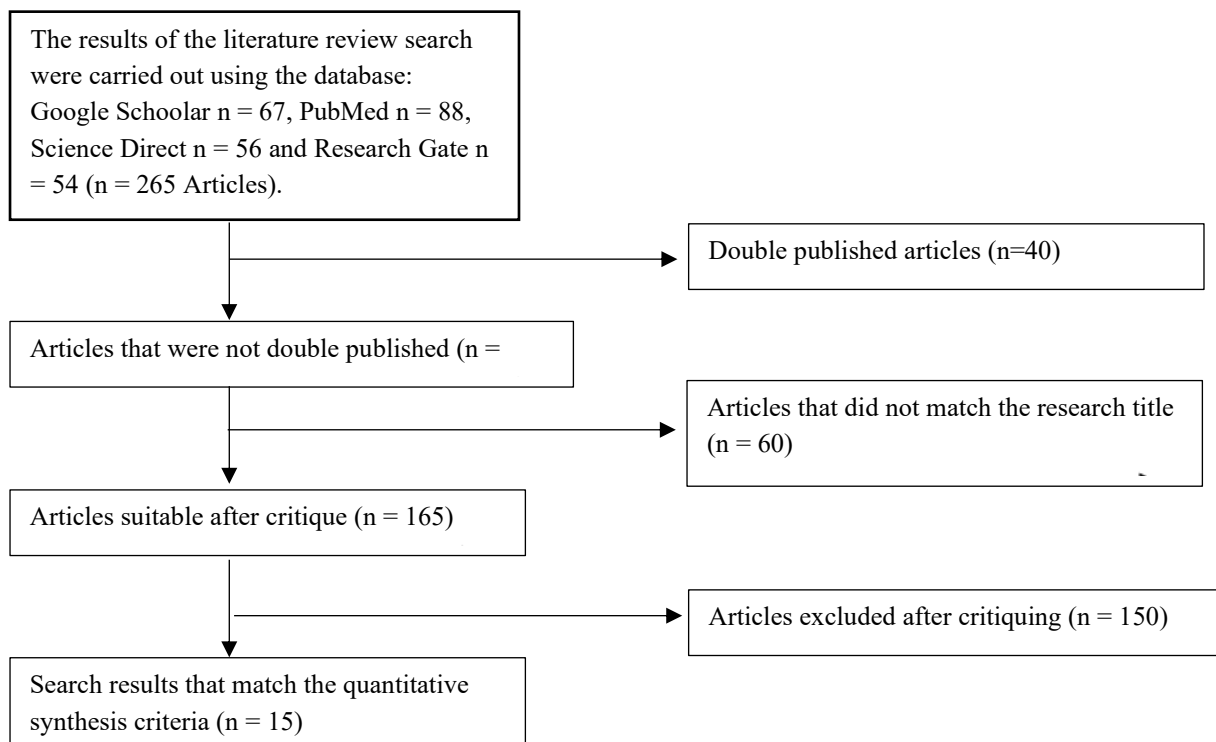 The results of the literature review search
were carried out using the database:
Google Schoolar n = 67, PubMed n = 88,
Science Direct n = 56 and Research Gate n
= 54 (n = 265 Articles).
Double published articles (n=40)
Articles that were not double published (n =
Articles that did not match the research title
(n = 60)
Articles suitable after critique (n = 165)
Articles excluded after critiquing (n = 150)
Search results that match the quantitative
synthesis criteria (n = 15)